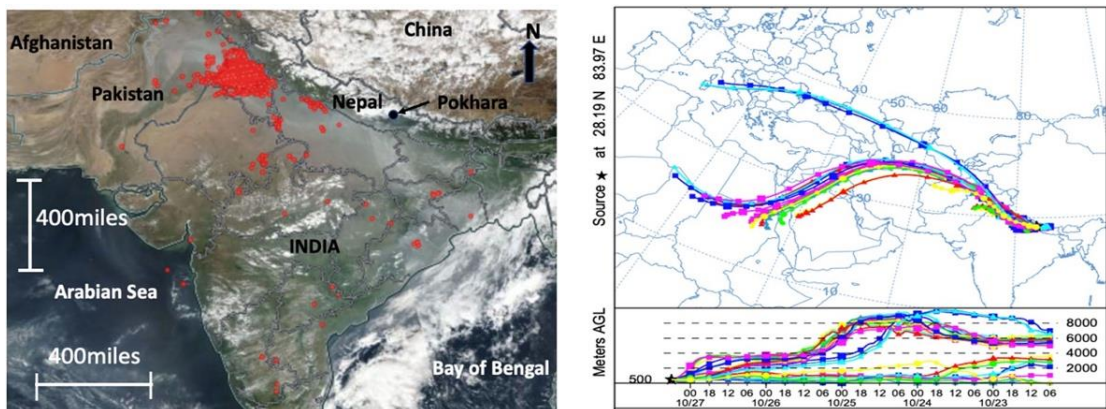 Afghanistan
China
N
Pakistan
Nepal
Pokhara
400miles
INDIA
Arabian Sea
400miles
Bay of Bengal
Source ★ at 28.19 N 83.97 E
20
40
50
60
30
10
Meters AGL
8000
6000
4000
2000
500
00 18 12 06 00 18 12 06 00 18 12 06 00 18 12 06 00 18 12 06
10/27 10/26 10/25 10/24 10/23